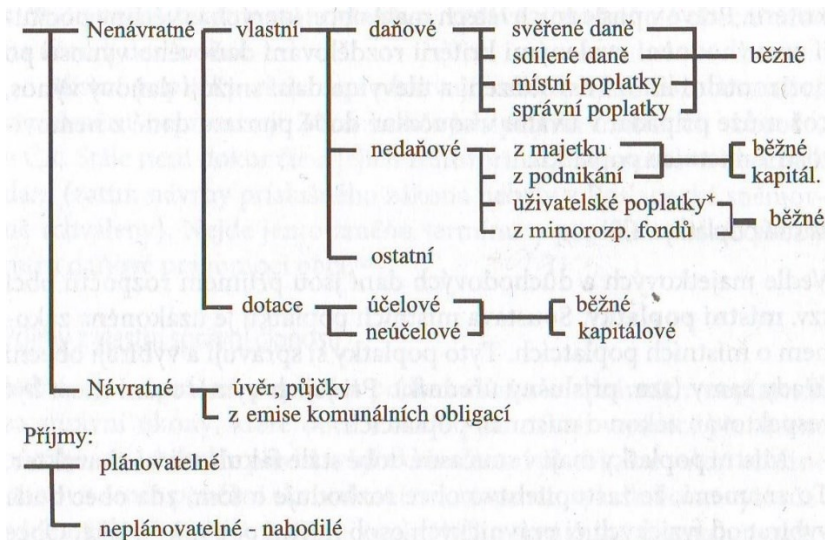 Nenávratné vlastní daňové svěřené daně
sdílené daně běžné
místní poplatky
správní poplatky
nedaňové z majetku běžné
z podnikání kapitál.
uživatelské poplatky*
z mimorozp. fondů běžné
ostatní
dotace účelové běžné
neúčelové kapitálové
Návratné úvěr, půjčky
z emise komunálních obligací
Příjmy:
plánovatelné
neplánovatelné - nahodilé